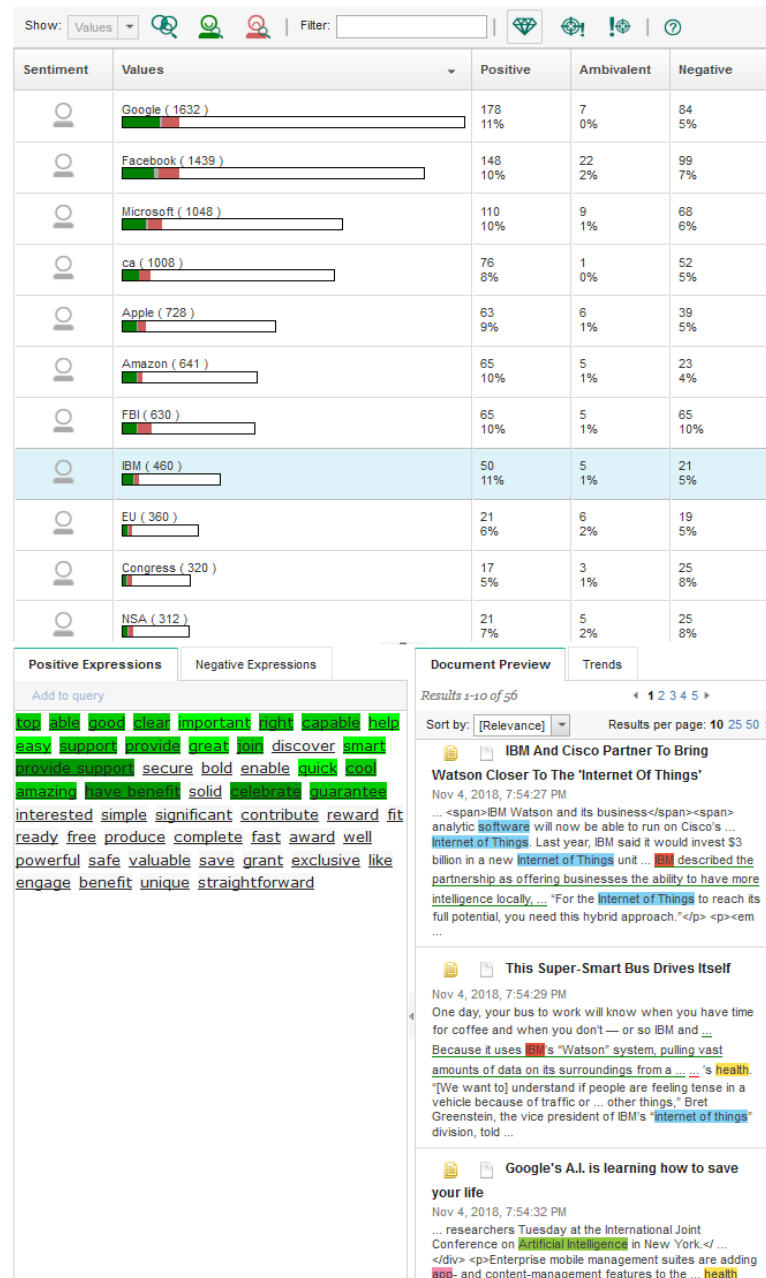 Show: Values Filter:
Sentiment Values Positive Ambivalent Negative
Google ( 1632 ) 178 7 84
11% 0% 5%
Facebook ( 1439 ) 148 22 99
10% 2% 7%
Microsoft ( 1048 ) 110 9 68
10% 1% 6%
ca ( 1008 ) 76 1 52
8% 0% 5%
Apple ( 728 ) 63 6 39
9% 1% 5%
Amazon ( 641 ) 65 5 23
10% 1% 4%
FBI ( 630 ) 65 5 65
10% 1% 10%
IBM ( 460 ) 50 5 21
11% 1% 5%
EU ( 360 ) 21 6 19
6% 2% 5%
Congress ( 320 ) 17 3 25
5% 1% 8%
NSA ( 312 ) 21 5 25
7% 2% 8%
Positive Expressions Negative Expressions
Add to query
top able good clear important right capable help
easy support provide great join discover smart
provide support secure bold enable quick cool
amazing have benefit solid celebrate guarantee
interested simple significant contribute reward fit
ready free produce complete fast award well
powerful safe valuable save grant exclusive like
engage benefit unique straightforward
Document Preview Trends
Results 1-10 of 56 1 2 3 4 5
Sort by: [Relevance] Results per page: 10 25 50
IBM And Cisco Partner To Bring
Watson Closer To The 'Internet Of Things'
Nov 4, 2018, 7:54:27 PM
... <span>IBM Watson and its business</span><span>
analytic software will now be able to run on Cisco's ...
Internet of Things. Last year, IBM said it would invest $3
billion in a new Internet of Things unit ... IBM described the
partnership as offering businesses the ability to have more
intelligence locally, ... “For the Internet of Things to reach its
full potential, you need this hybrid approach.”</p> <p><em
...
This Super-Smart Bus Drives Itself
Nov 4, 2018, 7:54:29 PM
One day, your bus to work will know when you have time
for coffee and when you don't — or so IBM and ...
Because it uses IBM's “Watson” system, pulling vast
amounts of data on its surroundings from a ... ... 's health.
“[We want to] understand if people are feeling tense in a
vehicle because of traffic or ... other things,” Bret
Greenstein, the vice president of IBM's “internet of things”
division, told ...
Google's A.I. is learning how to save
your life
Nov 4, 2018, 7:54:32 PM
... researchers Tuesday at the International Joint
Conference on Artificial Intelligence in New York.</ ...
</div> <p>Enterprise mobile management suites are adding
app- and content-management features to the ... health